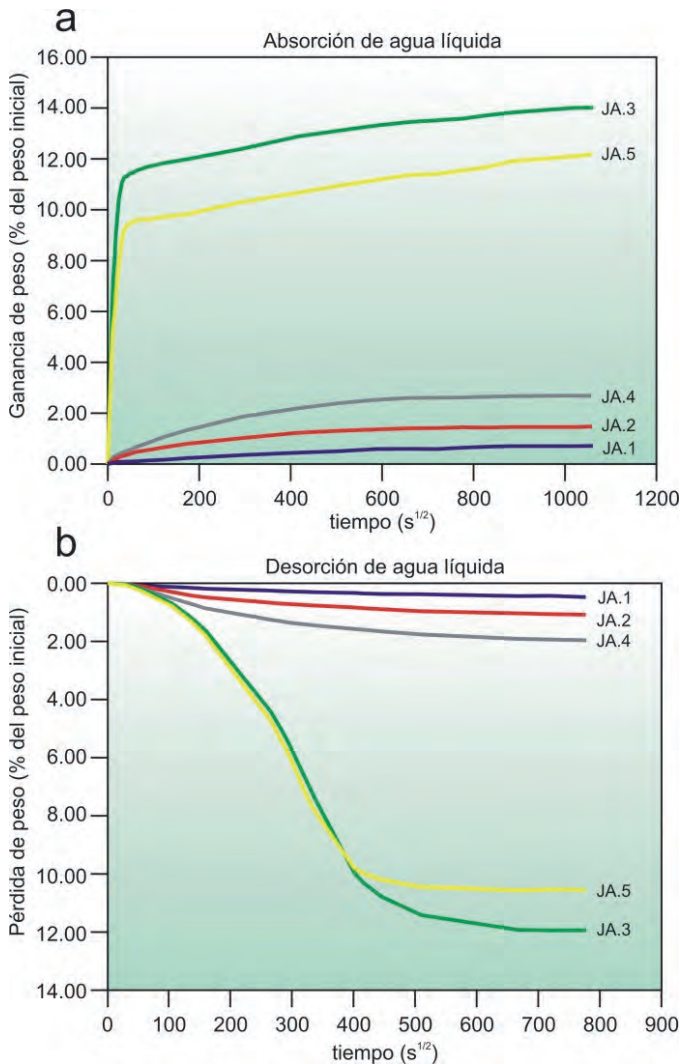 a
Absorción de agua líquida
Ganancia de peso (% del peso inicial)
16.00
14.00
12.00
10.00
8.00
6.00
4.00
2.00
0.00
JA.3
JA.5
JA.4
JA.2
JA.1
0 200 400 600 800 1000 1200
tiempo (s1/2)
b
Desorción de agua líquida
Pérdida de peso (% del peso inicial)
0.00
2.00
4.00
6.00
8.00
10.00
12.00
14.00
JA.1
JA.2
JA.4
JA.5
JA.3
0 100 200 300 400 500 600 700 800 900
tiempo (s1/2)